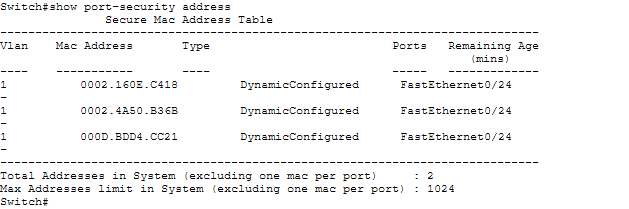 Switch#show port-security address
Secure Mac Address Table
-------------------------------------------------------------------------------
Vlan Mac Address Type Ports Remaining Age
(mins)
---- ----------- ---- ----- -------------
1 0002.160E.C418 DynamicConfigured FastEthernet0/24
-
1 0002.4A50.B36B DynamicConfigured FastEthernet0/24
-
1 000D.BDD4.CC21 DynamicConfigured FastEthernet0/24
-
-------------------------------------------------------------------------------
Total Addresses in System (excluding one mac per port) : 2
Max Addresses limit in System (excluding one mac per port) : 1024
Switch#